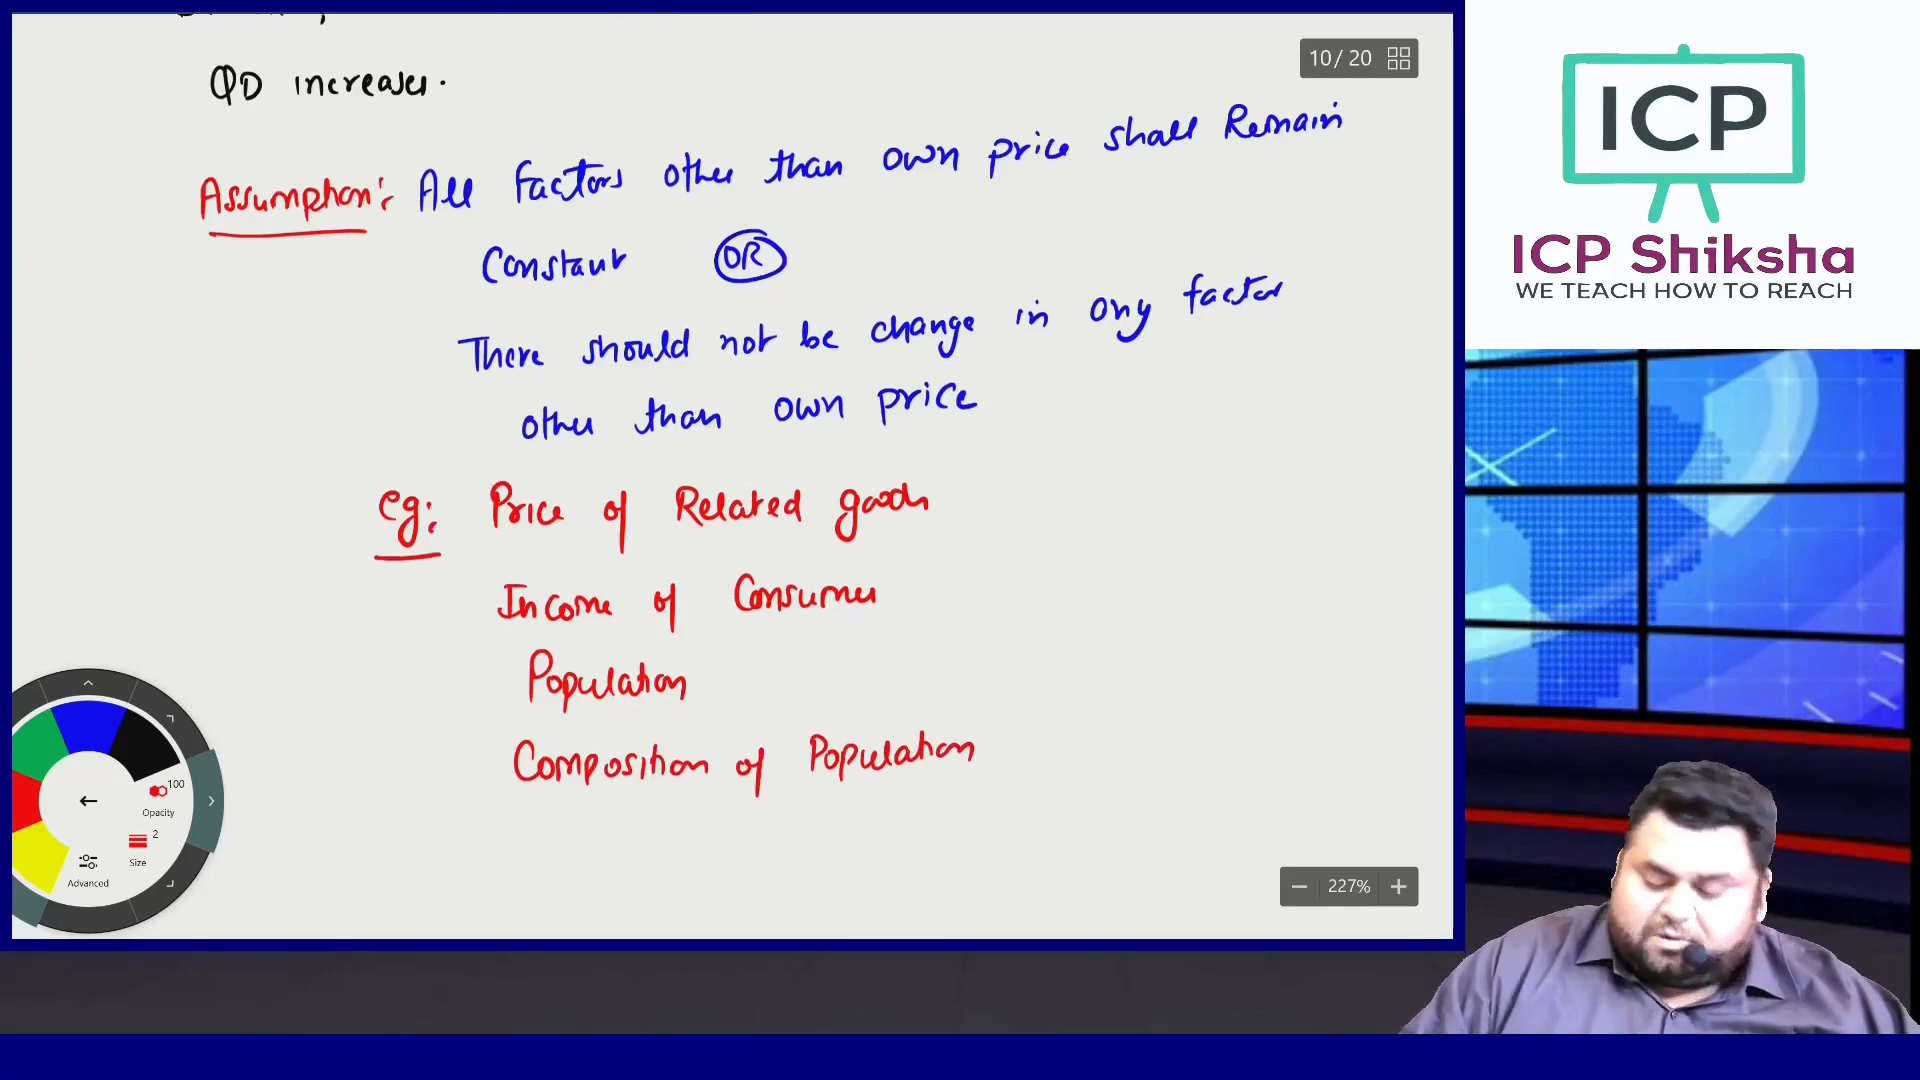 QD increases.
10/20
Assumption: All factors other than own price shall Remain
Constant OR
There should not be change in any factor
other than own price
eg: Price of Related goods
Income of Consumer
Population
Composition of Population
100
Opacity
2
Size
Advanced
227%
ICP
ICP Shiksha
WE TEACH HOW TO REACH